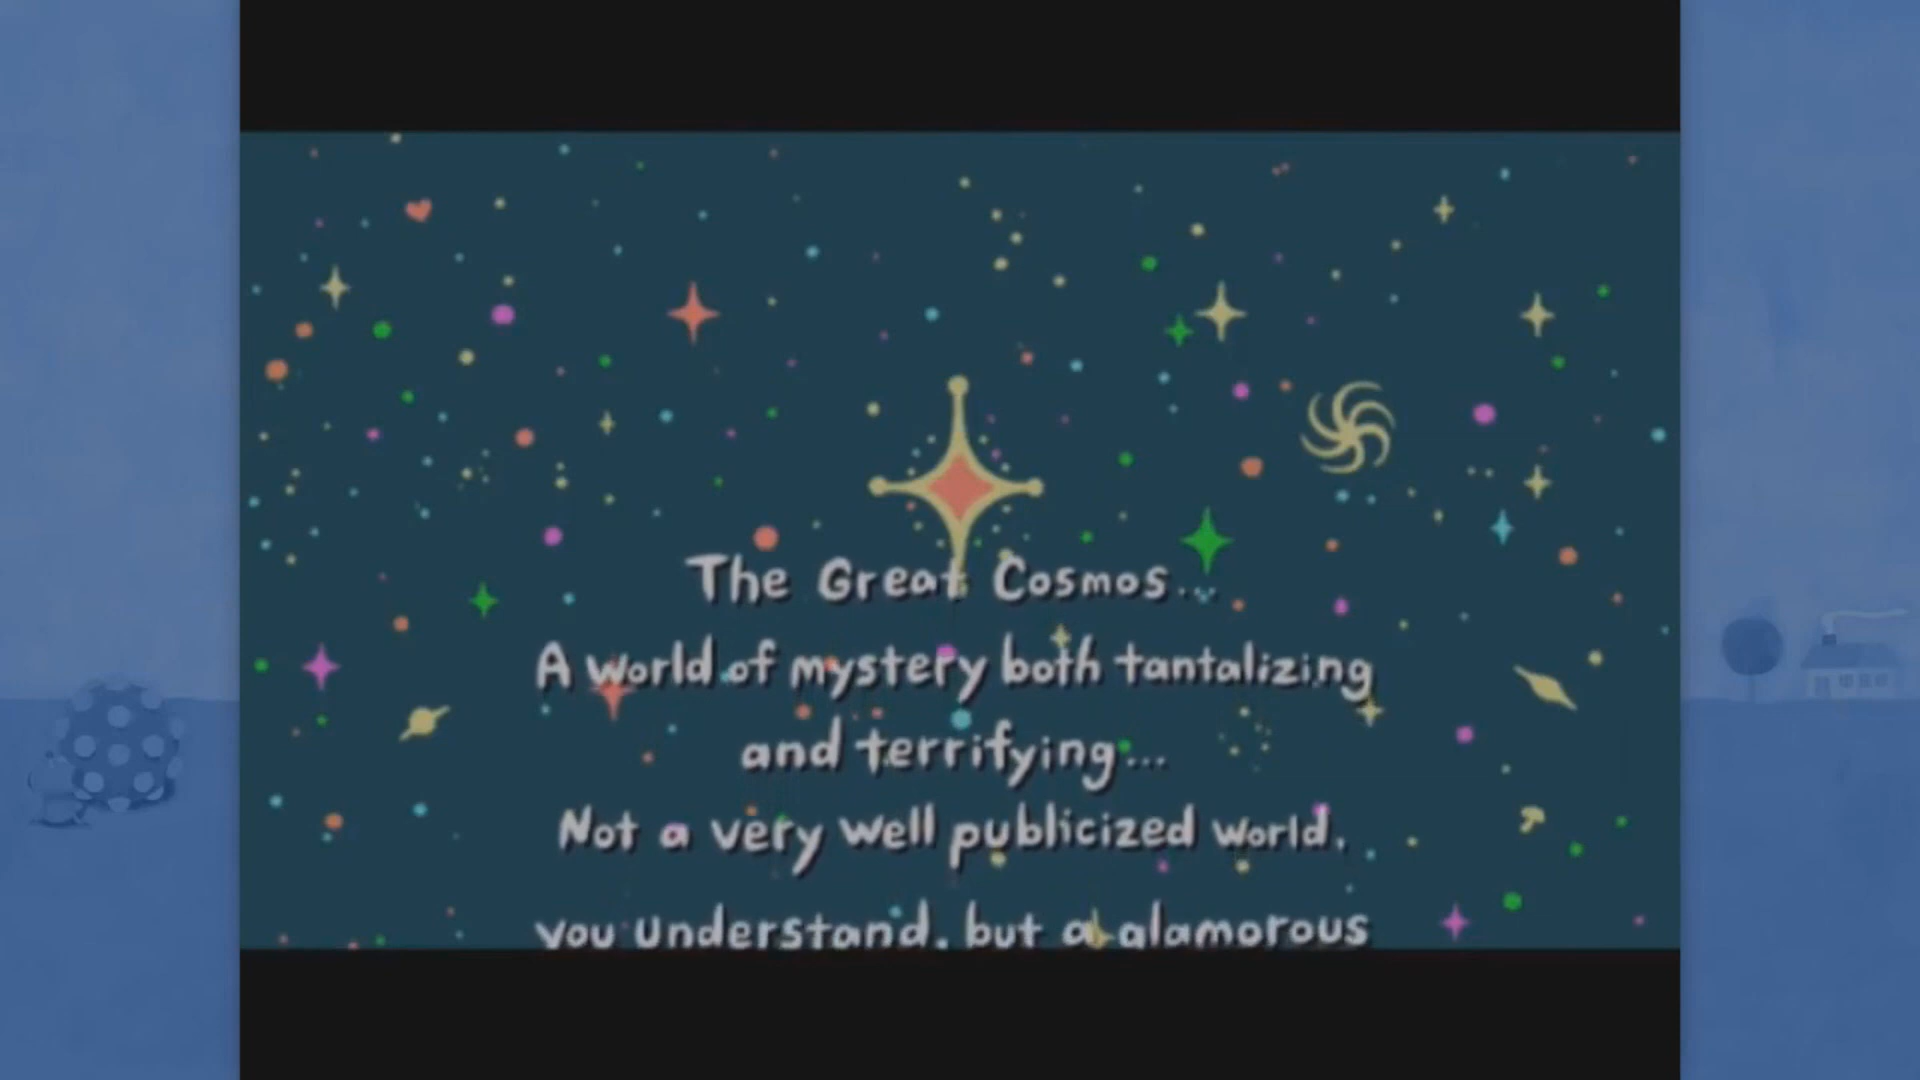 The Great Cosmos...
A world of mystery both tantalizing
and terrifying...
Not a very well publicized world,
you understand, but a glamorous